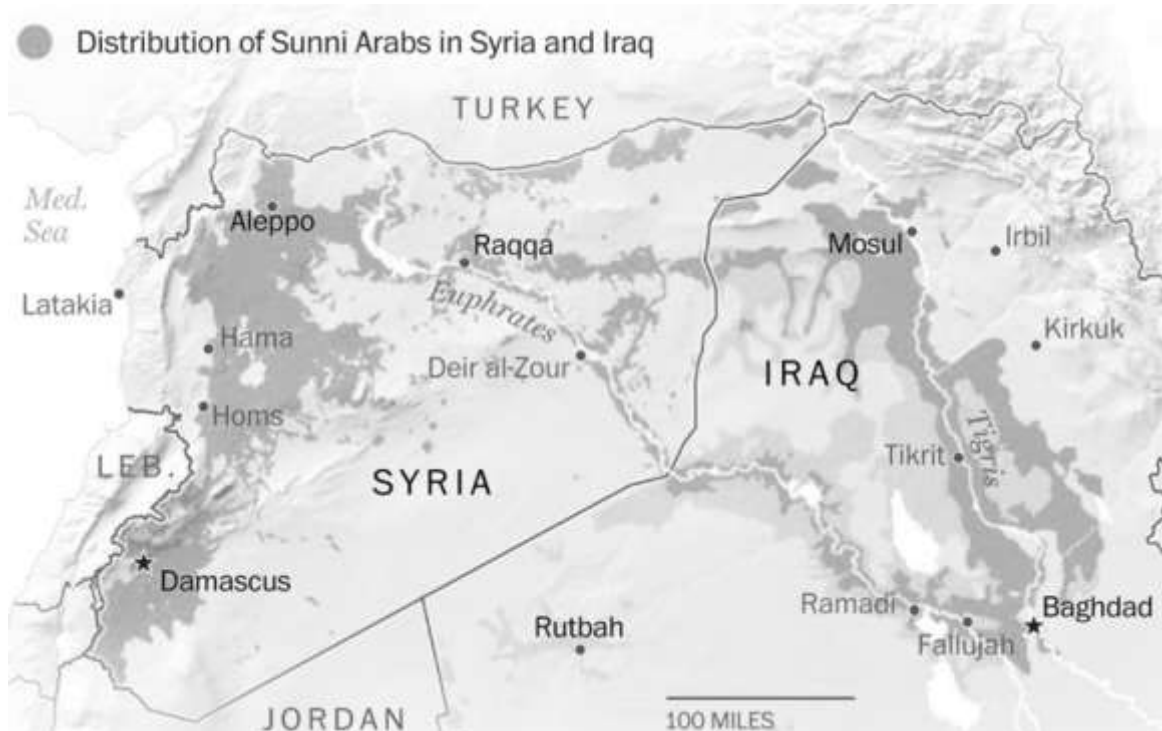 Distribution of Sunni Arabs in Syria and Iraq
TURKEY
Med.
Sea
Aleppo
Raqqa
Mosul
Irbil
Latakia
Euphrates
Hama
Kirkuk
Deir al-Zour
IRAQ
Homs
LEB.
SYRIA
Tikrit
Tigris
Damascus
Ramadi
Baghdad
Rutbah
Fallujah
JORDAN
100 MILES